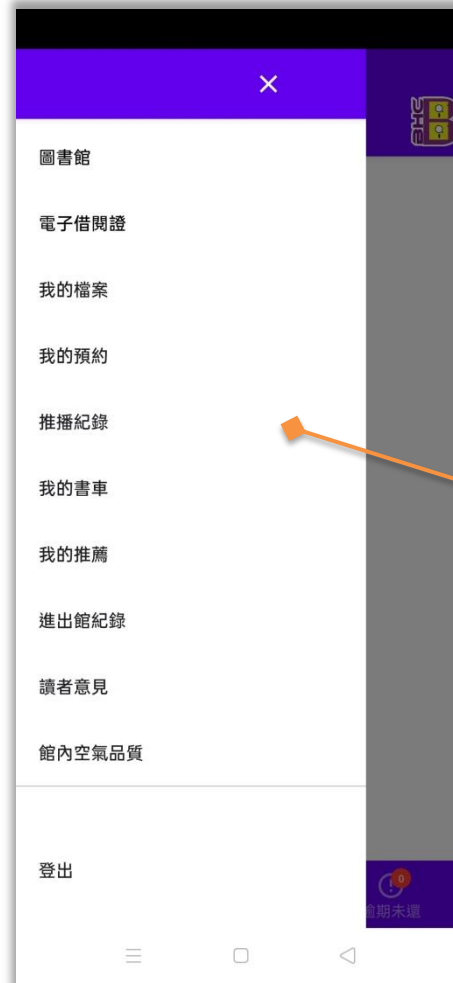 圖書館
電子借閱證
我的檔案
我的預約
推播紀錄
我的書車
我的推薦
進出館紀錄
讀者意見
館內空氣品質
登出
0
逾期未還